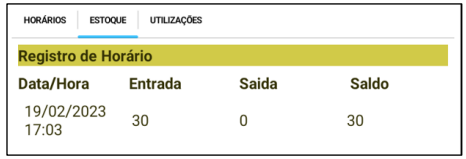 HORÁRIOS ESTOQUE UTILIZAÇÕES
Registro de Horário
Data/Hora Entrada Saida Saldo
19/02/2023
17:03 30 0 30